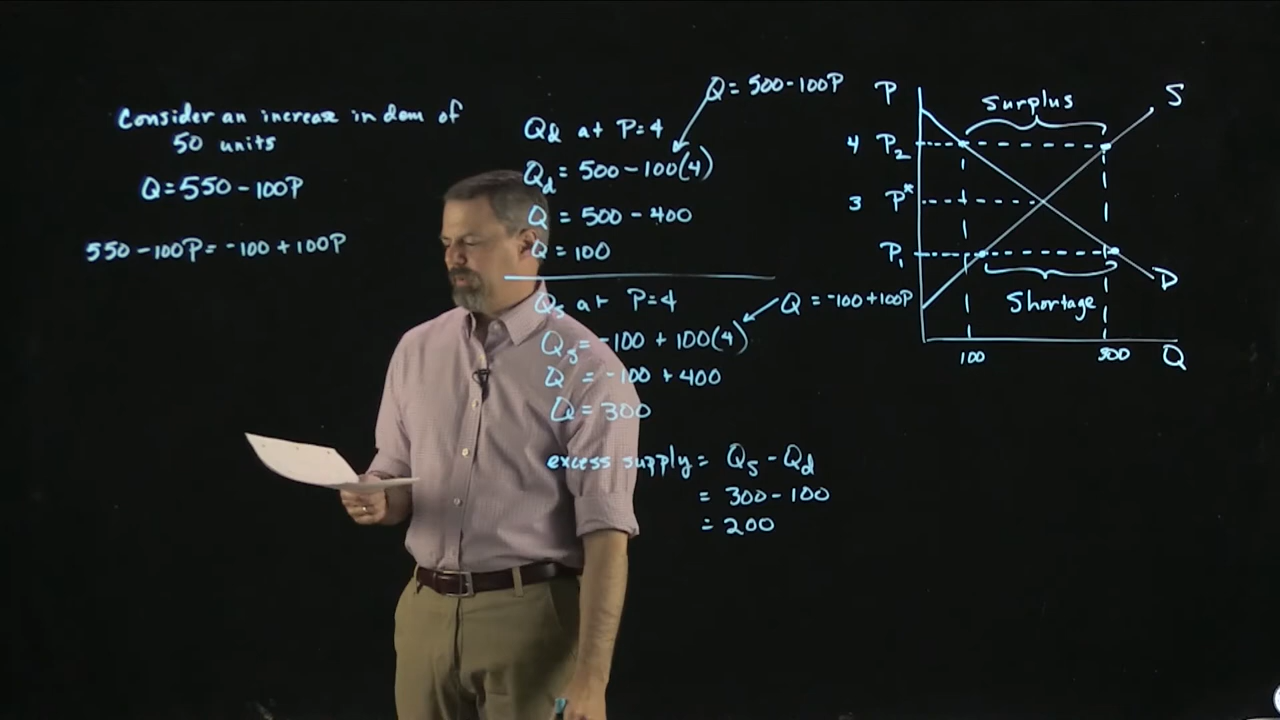 Consider an increase in dem of
50 units
Q = 550 - 100P
550 - 100P = -100 + 100P
Q = 500 - 100P
Qd at P = 4
Qd = 500 - 100(4)
Q = 500 - 400
Q = 100
Qs at P = 4
Q = -100 + 100P
Qs = -100 + 100(4)
Q = -100 + 400
Q = 300
excess supply = Qs - Qd
= 300 - 100
= 200
P
surplus
S
4 P2
3 P*
P1
D
Shortage
100
300
Q